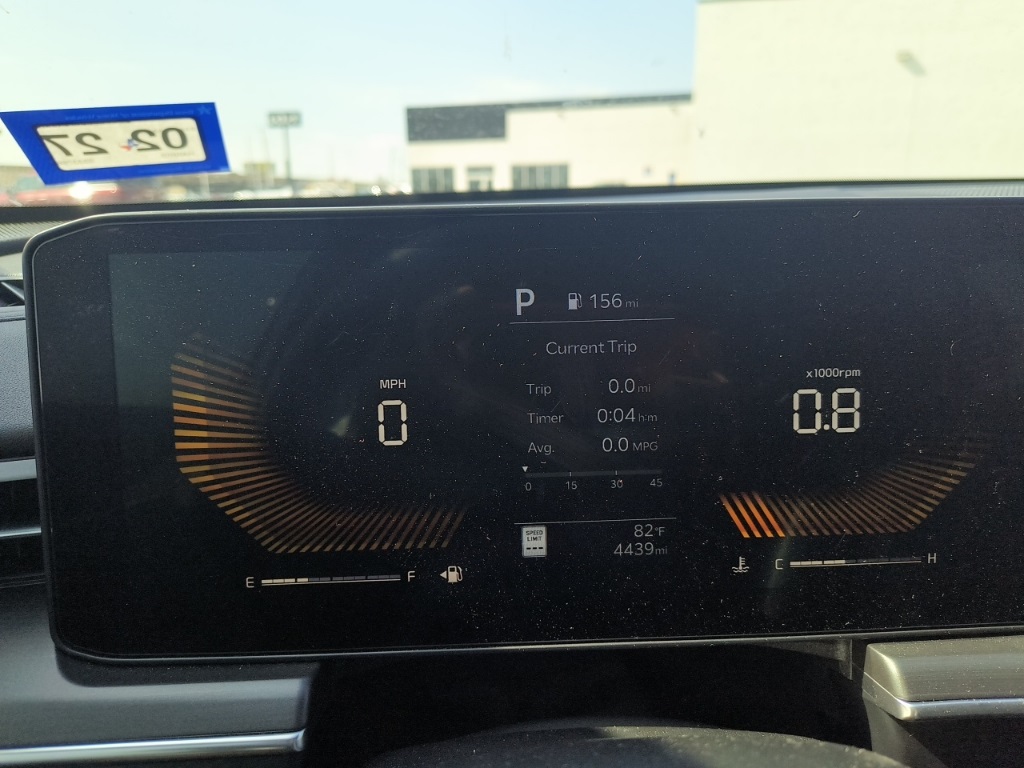 02 27
P 156 mi
Current Trip
MPH
0
x1000rpm
0.8
Trip 0.0 mi
Timer 0:04 h:m
Avg. 0.0 MPG
0 15 30 45
SPEED
LIMIT
---
82°F
4439 mi
E F
C H